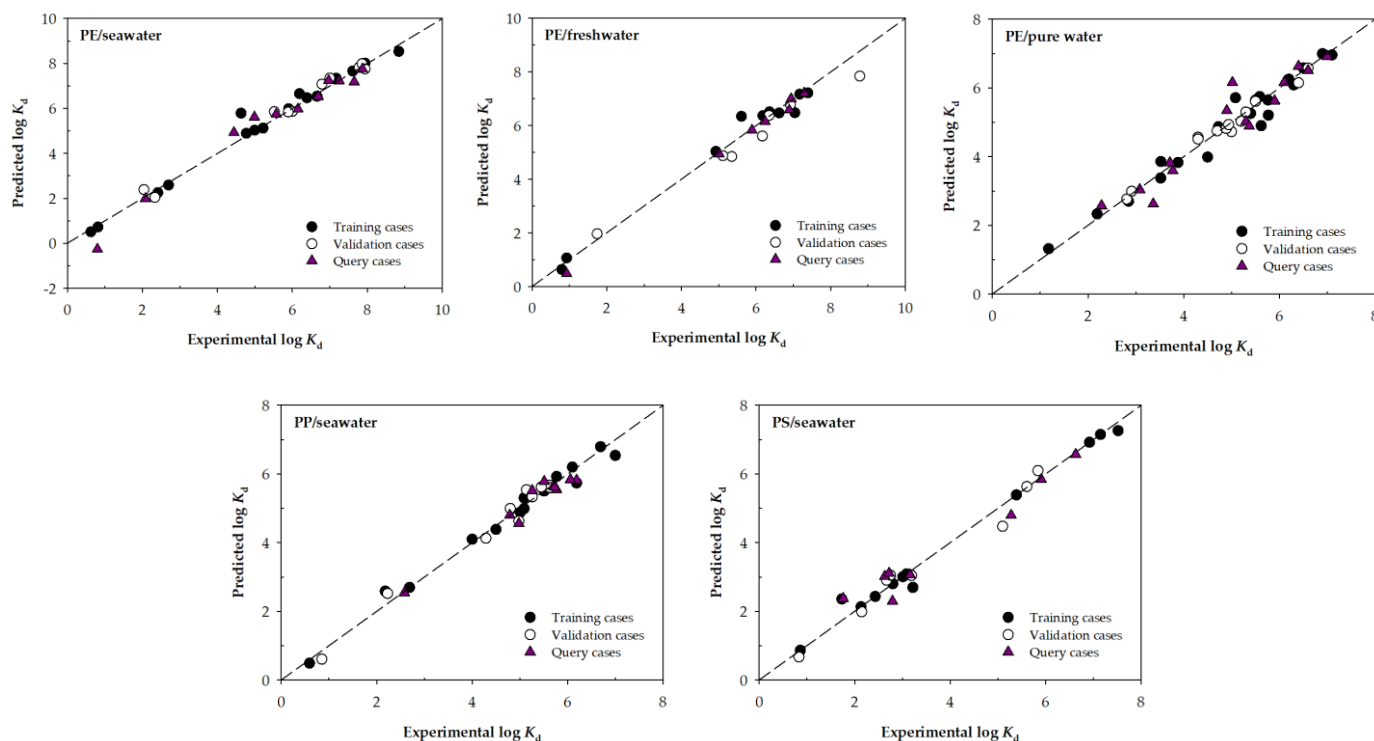 PE/seawater
Predicted log Kd
10
8
6
4
2
0
-2
Training cases
Validation cases
Query cases
0 2 4 6 8 10
Experimental log Kd
PE/freshwater
Predicted log Kd
10
8
6
4
2
0
Training cases
Validation cases
Query cases
0 2 4 6 8 10
Experimental log Kd
PE/pure water
Predicted log Kd
8
6
4
2
0
Training cases
Validation cases
Query cases
0 2 4 6 8
Experimental log Kd
PP/seawater
Predicted log Kd
8
6
4
2
0
Training cases
Validation cases
Query cases
0 2 4 6 8
Experimental log Kd
PS/seawater
Predicted log Kd
8
6
4
2
0
Training cases
Validation cases
Query cases
0 2 4 6 8
Experimental log Kd